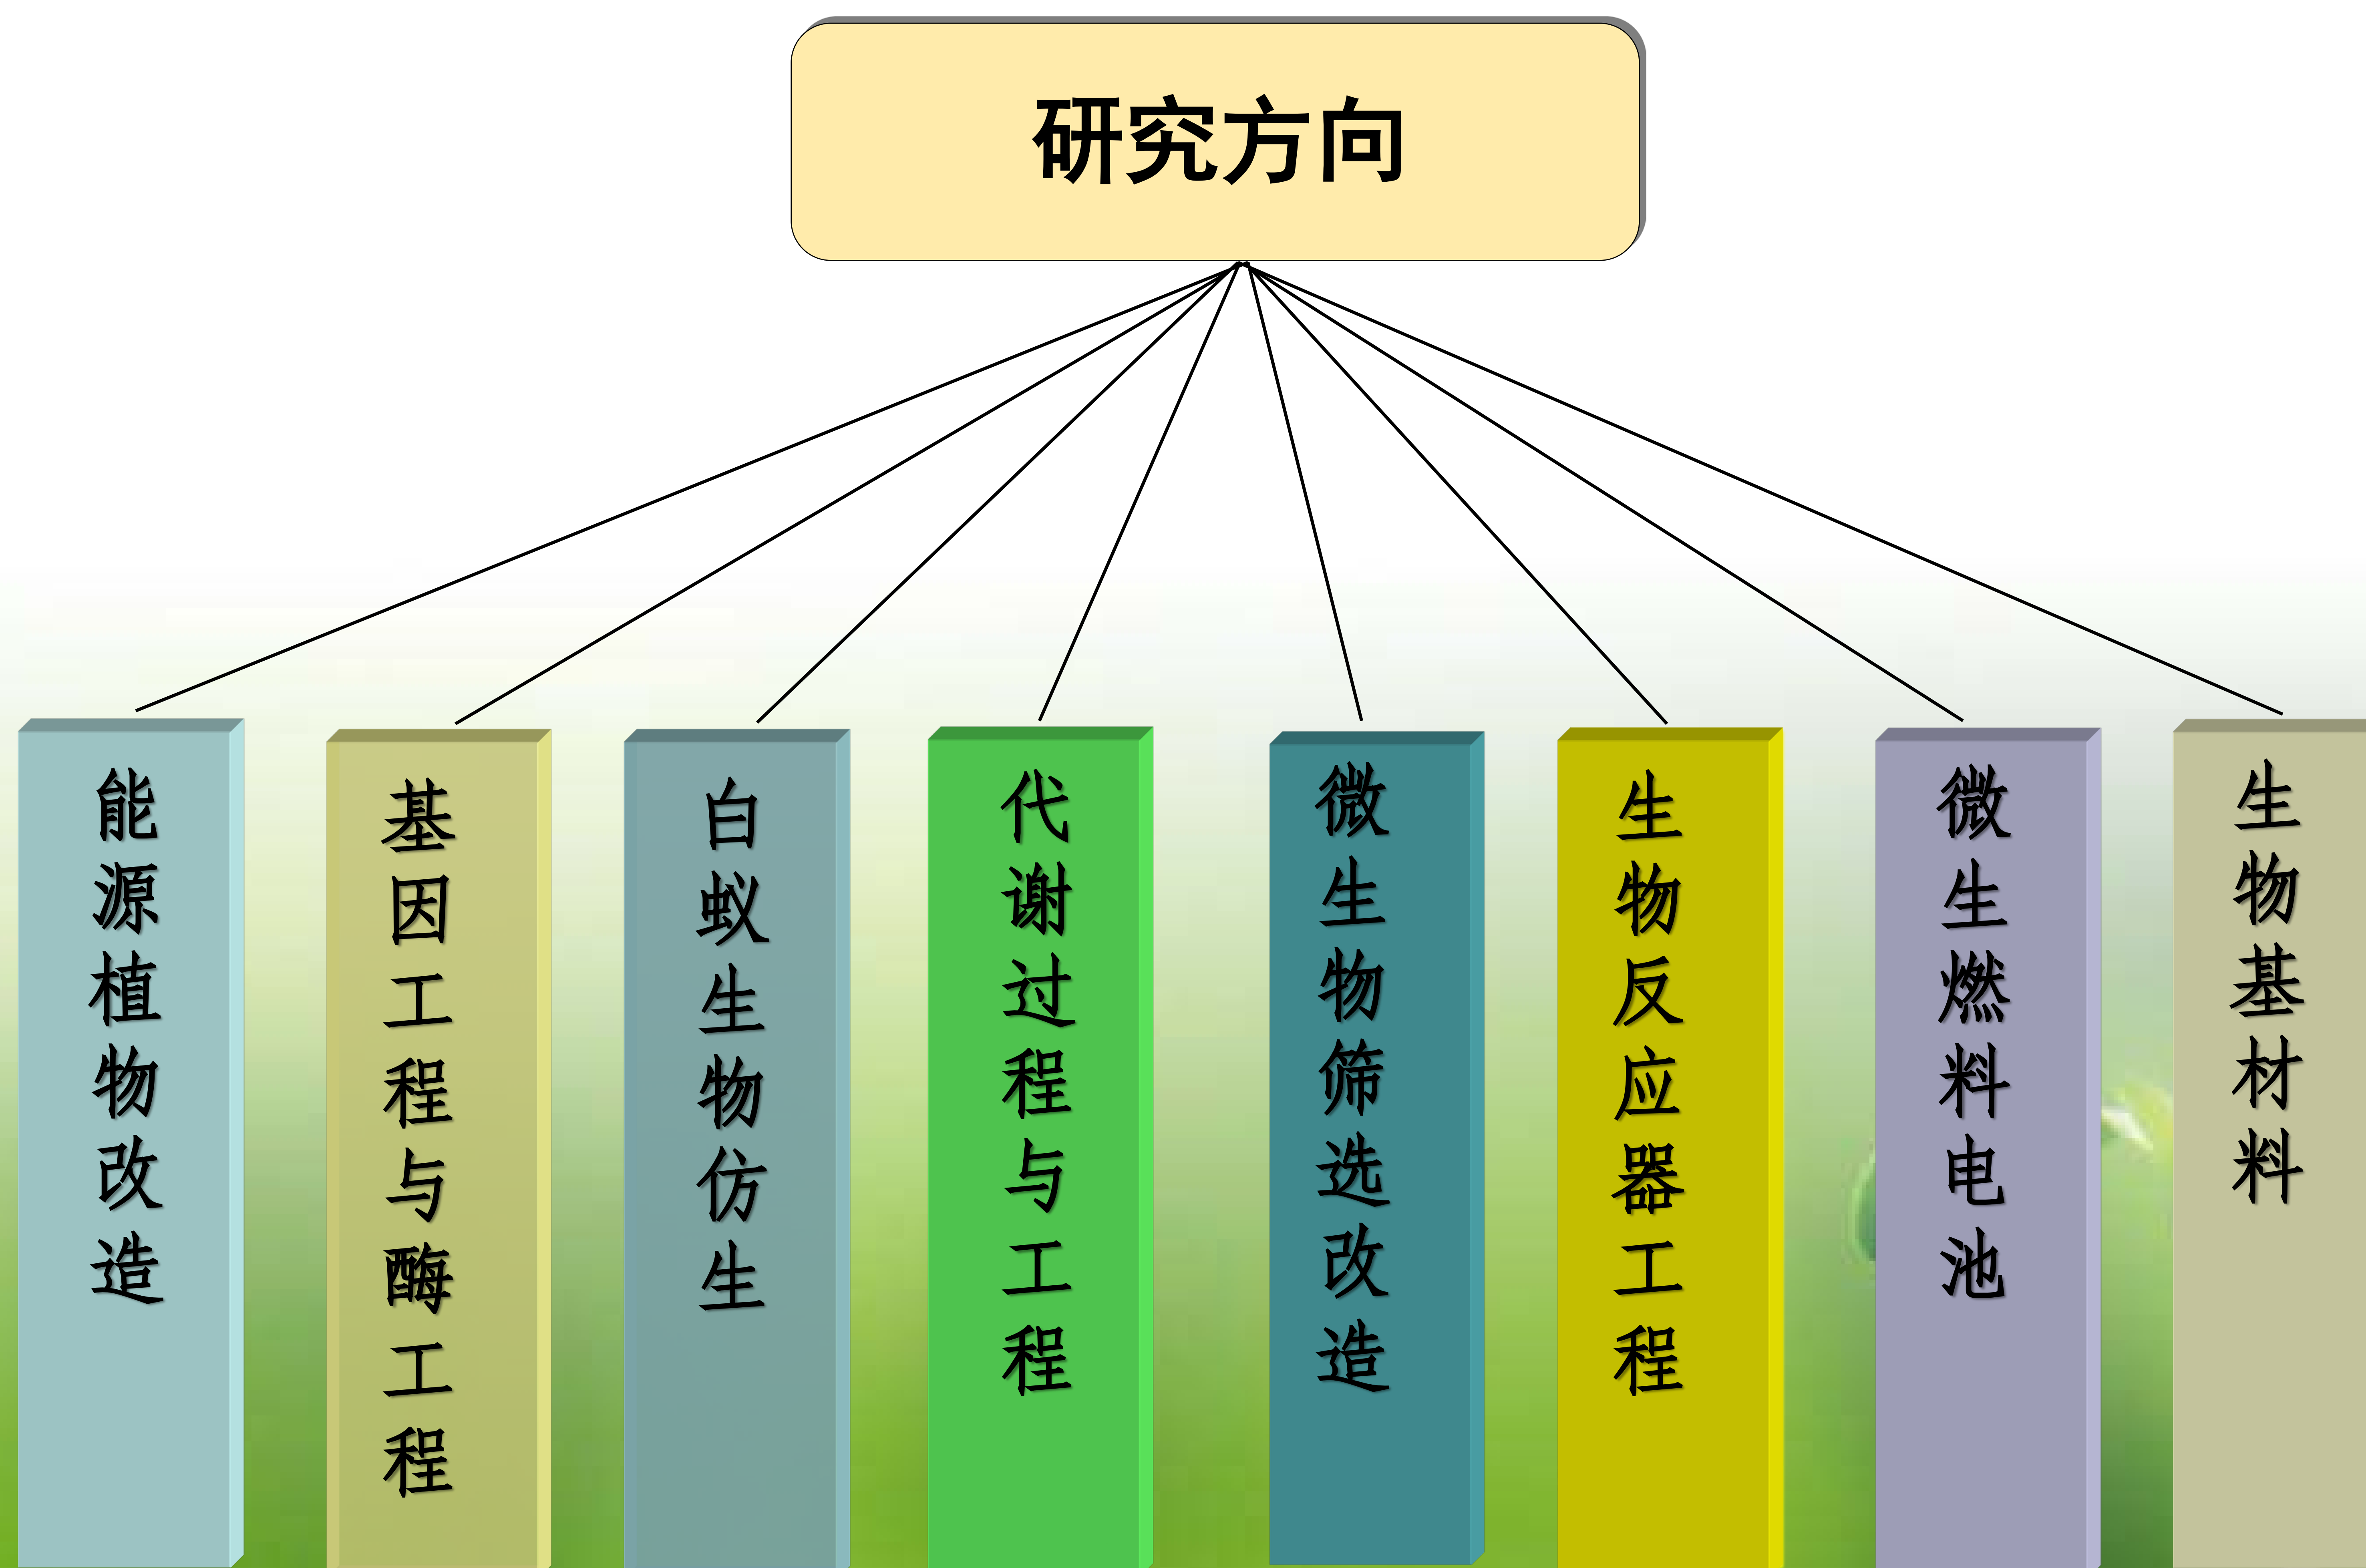 研究方向
能源植物改造
基因工程与酶工程
白蚁生物仿生
代谢过程与工程
微生物筛选改造
生物反应器工程
微生燃料电池
生物基材料